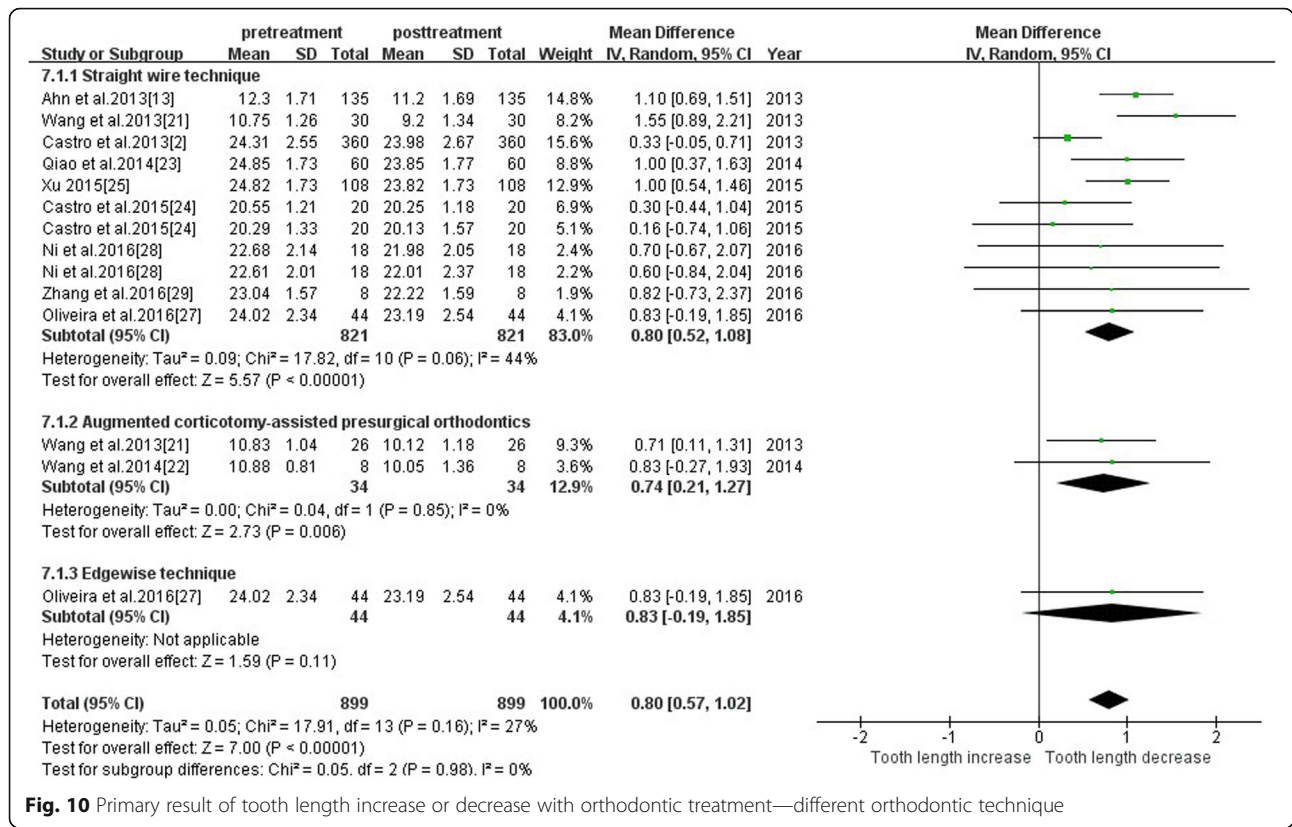 pretreatment posttreatment Mean Difference Mean Difference
Study or Subgroup Mean SD Total Mean SD Total Weight IV, Random, 95% CI Year IV, Random, 95% CI
7.1.1 Straight wire technique
Ahn et al.2013[13] 12.3 1.71 135 11.2 1.69 135 14.8% 1.10 [0.69, 1.51] 2013
Wang et al.2013[21] 10.75 1.26 30 9.2 1.34 30 8.2% 1.55 [0.89, 2.21] 2013
Castro et al.2013[2] 24.31 2.55 360 23.98 2.67 360 15.6% 0.33 [-0.05, 0.71] 2013
Qiao et al.2014[23] 24.85 1.73 60 23.85 1.77 60 8.8% 1.00 [0.37, 1.63] 2014
Xu 2015[25] 24.82 1.73 108 23.82 1.73 108 12.9% 1.00 [0.54, 1.46] 2015
Castro et al.2015[24] 20.55 1.21 20 20.25 1.18 20 6.9% 0.30 [-0.44, 1.04] 2015
Castro et al.2015[24] 20.29 1.33 20 20.13 1.57 20 5.1% 0.16 [-0.74, 1.06] 2015
Ni et al.2016[28] 22.68 2.14 18 21.98 2.05 18 2.4% 0.70 [-0.67, 2.07] 2016
Ni et al.2016[28] 22.61 2.01 18 22.01 2.37 18 2.2% 0.60 [-0.84, 2.04] 2016
Zhang et al.2016[29] 23.04 1.57 8 22.22 1.59 8 1.9% 0.82 [-0.73, 2.37] 2016
Oliveira et al.2016[27] 24.02 2.34 44 23.19 2.54 44 4.1% 0.83 [-0.19, 1.85] 2016
Subtotal (95% CI) 821 821 83.0% 0.80 [0.52, 1.08]
Heterogeneity: Tau² = 0.09; Chi² = 17.82, df = 10 (P = 0.06); I² = 44%
Test for overall effect: Z = 5.57 (P < 0.00001)
7.1.2 Augmented corticotomy-assisted presurgical orthodontics
Wang et al.2013[21] 10.83 1.04 26 10.12 1.18 26 9.3% 0.71 [0.11, 1.31] 2013
Wang et al.2014[22] 10.88 0.81 8 10.05 1.36 8 3.6% 0.83 [-0.27, 1.93] 2014
Subtotal (95% CI) 34 34 12.9% 0.74 [0.21, 1.27]
Heterogeneity: Tau² = 0.00; Chi² = 0.04, df = 1 (P = 0.85); I² = 0%
Test for overall effect: Z = 2.73 (P = 0.006)
7.1.3 Edgewise technique
Oliveira et al.2016[27] 24.02 2.34 44 23.19 2.54 44 4.1% 0.83 [-0.19, 1.85] 2016
Subtotal (95% CI) 44 44 4.1% 0.83 [-0.19, 1.85]
Heterogeneity: Not applicable
Test for overall effect: Z = 1.59 (P = 0.11)
Total (95% CI) 899 899 100.0% 0.80 [0.57, 1.02]
Heterogeneity: Tau² = 0.05; Chi² = 17.91, df = 13 (P = 0.16); I² = 27%
Test for overall effect: Z = 7.00 (P < 0.00001)
Test for subgroup differences: Chi² = 0.05. df = 2 (P = 0.98). I² = 0%
-2 -1 0 1 2
Tooth length increase Tooth length decrease
Fig. 10 Primary result of tooth length increase or decrease with orthodontic treatment—different orthodontic technique